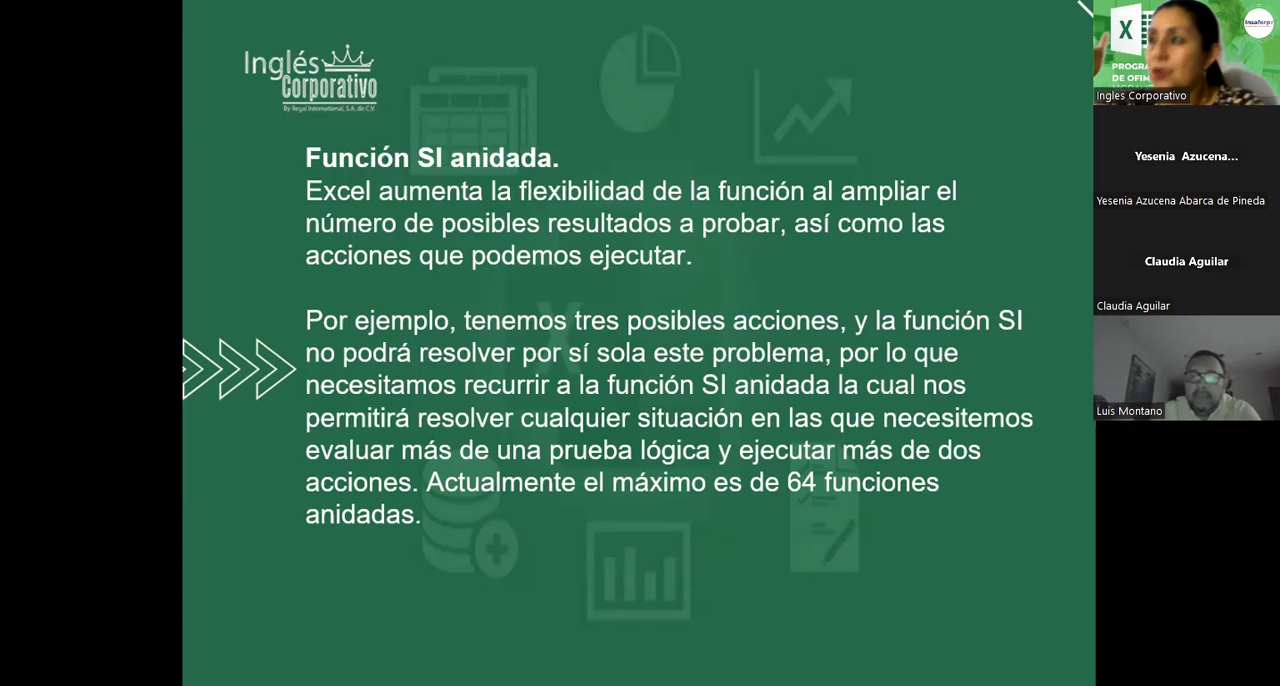 Inglés
Corporativo
By Regal International, S.A. de C.V.
Función SI anidada.
Excel aumenta la flexibilidad de la función al ampliar el
número de posibles resultados a probar, así como las
acciones que podemos ejecutar.
Por ejemplo, tenemos tres posibles acciones, y la función SI
no podrá resolver por sí sola este problema, por lo que
necesitamos recurrir a la función SI anidada la cual nos
permitirá resolver cualquier situación en las que necesitemos
evaluar más de una prueba lógica y ejecutar más de dos
acciones. Actualmente el máximo es de 64 funciones
anidadas.
X
Insaforp
PROGRA
DE OFIM
Inglés Corporativo
Yesenia Azucena...
Yesenia Azucena Abarca de Pineda
Claudia Aguilar
Claudia Aguilar
Luis Montano